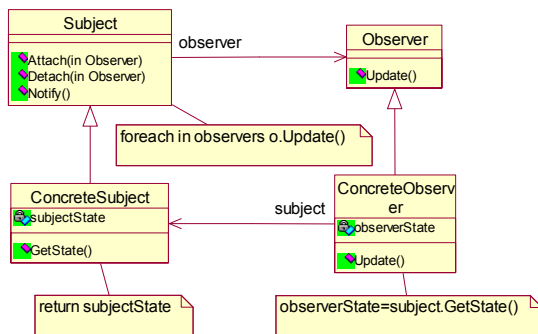 Subject
Attach(in Observer)
Detach(in Observer)
Notify()
observer
Observer
Update()
foreach in observers o.Update()
ConcreteSubject
subjectState
GetState()
subject
ConcreteObserv
er
observerState
Update()
return subjectState
observerState=subject.GetState()